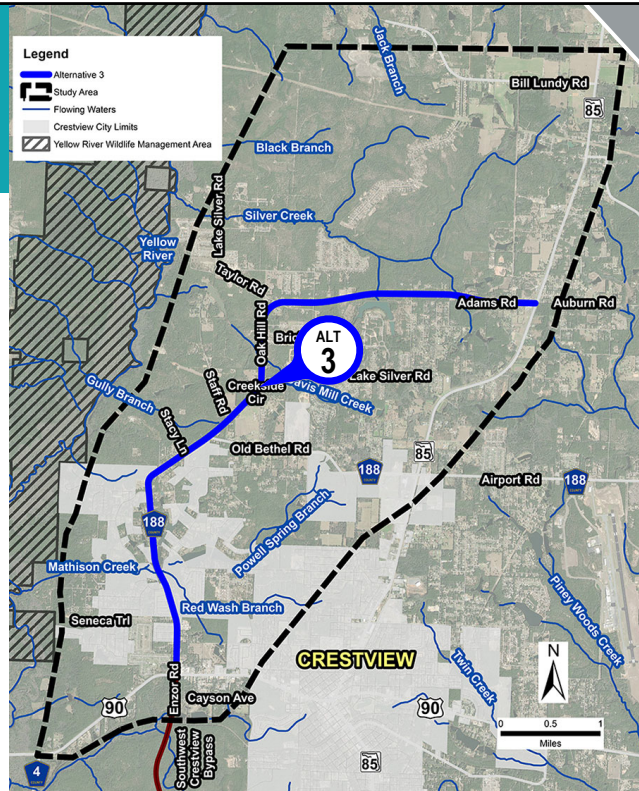 Legend
Alternative 3
Study Area
Flowing Waters
Crestview City Limits
Yellow River Wildlife Management Area
Jack Branch
Bill Lundy Rd
85
Black Branch
Lake Silver Rd
Silver Creek
Yellow
River
Taylor Rd
Oak Hill Rd
Adams Rd
Auburn Rd
ALT
3
Lake Silver Rd
Creekside
Cir
Davis Mill Creek
Staff Rd
Gully Branch
Stacy Ln
Old Bethel Rd
85
188
COUNTY
Airport Rd
188
COUNTY
188
COUNTY
Powell Spring Branch
Mathison Creek
Red Wash Branch
Piney Woods Creek
Seneca Trl
CRESTVIEW
Twin Creek
N
Enzor Rd
Cayson Ave
90
90
0 0.5 1
Miles
Southwest
Crestview
Bypass
85
4
COUNTY